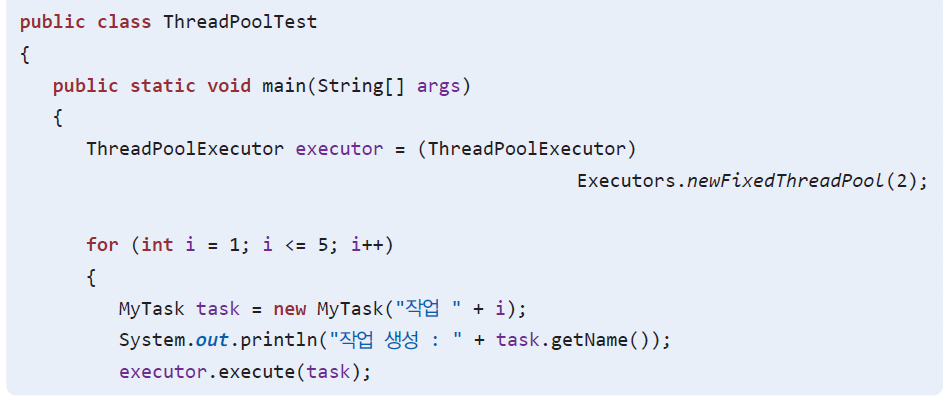 public class ThreadPoolTest
{
public static void main(String[] args)
{
ThreadPoolExecutor executor = (ThreadPoolExecutor)
Executors.newFixedThreadPool(2);
for (int i = 1; i <= 5; i++)
{
MyTask task = new MyTask("작업 " + i);
System.out.println("작업 생성 : " + task.getName());
executor.execute(task);